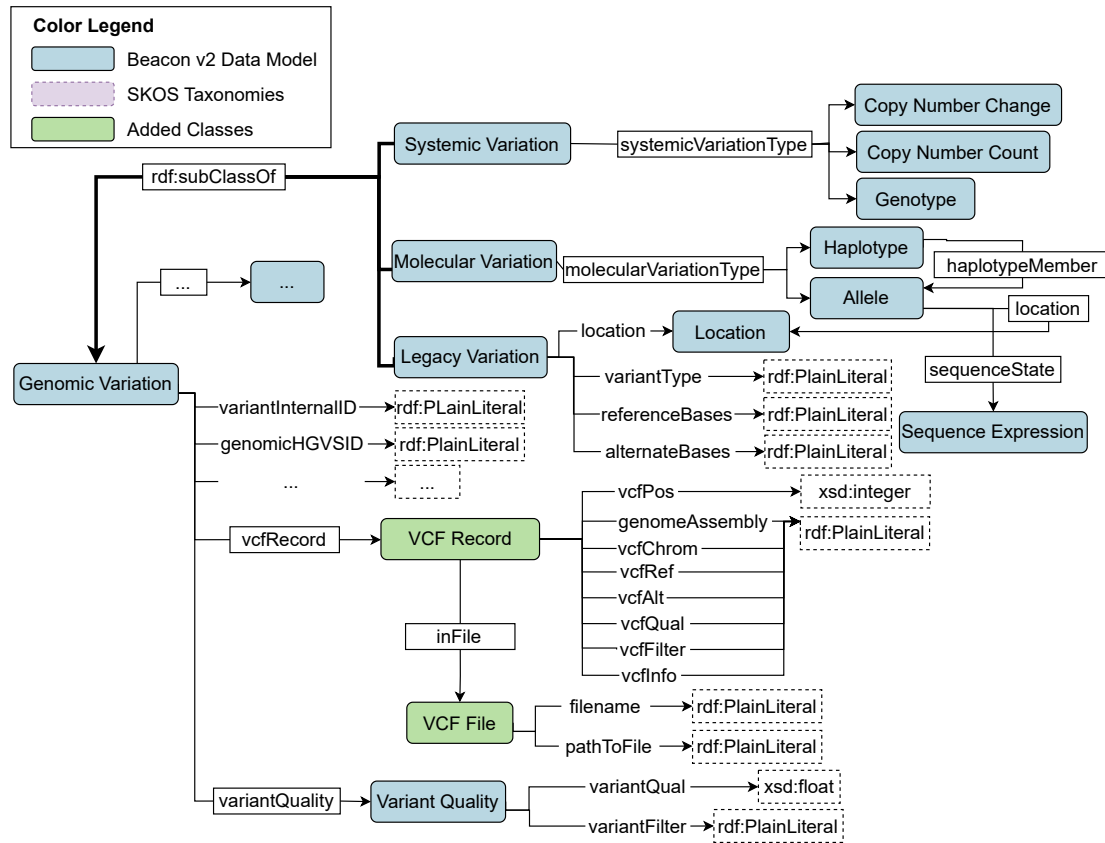 Color Legend
Beacon v2 Data Model
SKOS Taxonomies
Added Classes
rdf:subClassOf
Systemic Variation
systemicVariationType
Copy Number Change
Copy Number Count
Genotype
Molecular Variation
molecularVariationType
Haplotype
haplotypeMember
Allele
location
...
...
Legacy Variation
location
Location
sequenceState
Sequence Expression
variantType
rdf:PlainLiteral
referenceBases
rdf:PlainLiteral
alternateBases
rdf:PlainLiteral
Genomic Variation
variantInternalID
rdf:PLainLiteral
genomicHGVSID
rdf:PlainLiteral
...
...
vcfRecord
VCF Record
vcfPos
xsd:integer
genomeAssembly
rdf:PlainLiteral
vcfChrom
vcfRef
vcfAlt
vcfQual
vcfFilter
vcfInfo
inFile
VCF File
filename
rdf:PlainLiteral
pathToFile
rdf:PlainLiteral
variantQuality
Variant Quality
variantQual
xsd:float
variantFilter
rdf:PlainLiteral